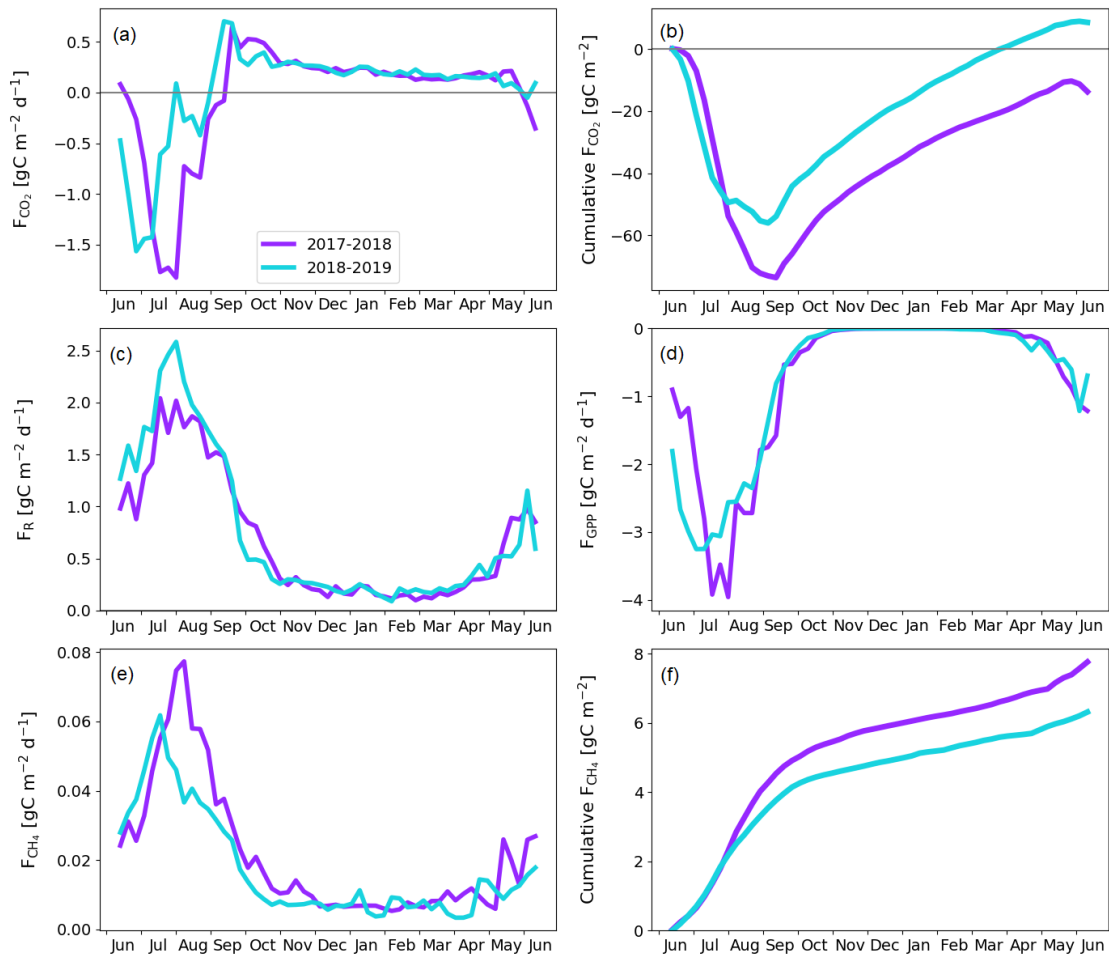 (a)
F_CO₂ [gC m⁻² d⁻¹]
0.5
0.0
−0.5
−1.0
−1.5
2017-2018
2018-2019
Jun Jul Aug Sep Oct Nov Dec Jan Feb Mar Apr May Jun
(b)
Cumulative F_CO₂ [gC m⁻²]
0
−20
−40
−60
Jun Jul Aug Sep Oct Nov Dec Jan Feb Mar Apr May Jun
(c)
F_R [gC m⁻² d⁻¹]
2.5
2.0
1.5
1.0
0.5
0.0
Jun Jul Aug Sep Oct Nov Dec Jan Feb Mar Apr May Jun
(d)
F_GPP [gC m⁻² d⁻¹]
0
−1
−2
−3
−4
Jun Jul Aug Sep Oct Nov Dec Jan Feb Mar Apr May Jun
(e)
F_CH₄ [gC m⁻² d⁻¹]
0.08
0.06
0.04
0.02
0.00
Jun Jul Aug Sep Oct Nov Dec Jan Feb Mar Apr May Jun
(f)
Cumulative F_CH₄ [gC m⁻²]
8
6
4
2
0
Jun Jul Aug Sep Oct Nov Dec Jan Feb Mar Apr May Jun